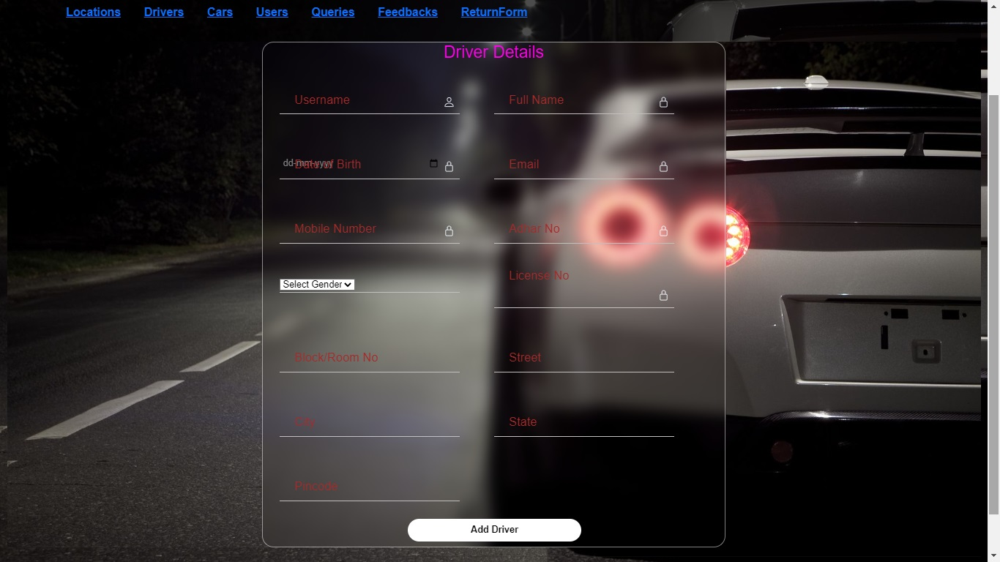 Locations Drivers Cars Users Queries Feedbacks ReturnForm
Driver Details
Username Full Name
dd-mm-yyyy Date of Birth Email
Mobile Number Adhar No
License No
Select Gender
Block/Room No Street
City State
Pincode
Add Driver